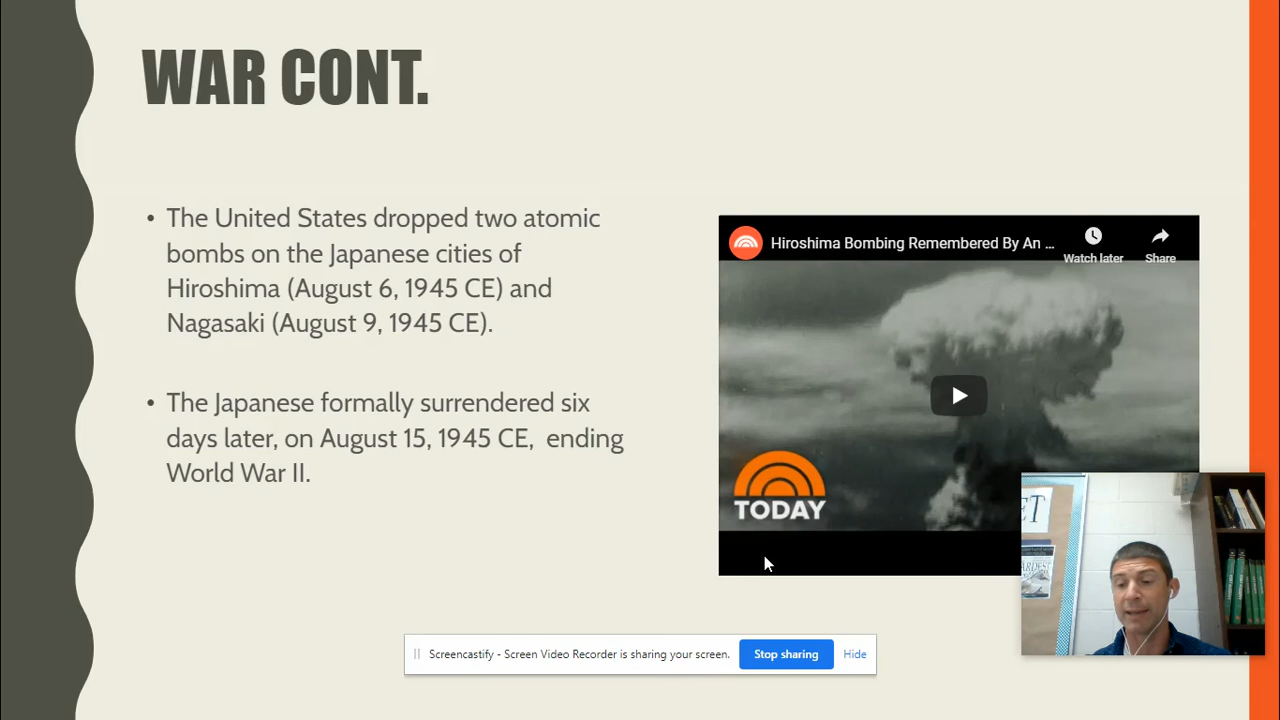 WAR CONT.
• The United States dropped two atomic
bombs on the Japanese cities of
Hiroshima (August 6, 1945 CE) and
Nagasaki (August 9, 1945 CE).
• The Japanese formally surrendered six
days later, on August 15, 1945 CE, ending
World War II.
Hiroshima Bombing Remembered By An ...
Watch later
Share
TODAY
ET
Screencastify - Screen Video Recorder is sharing your screen.
Stop sharing
Hide